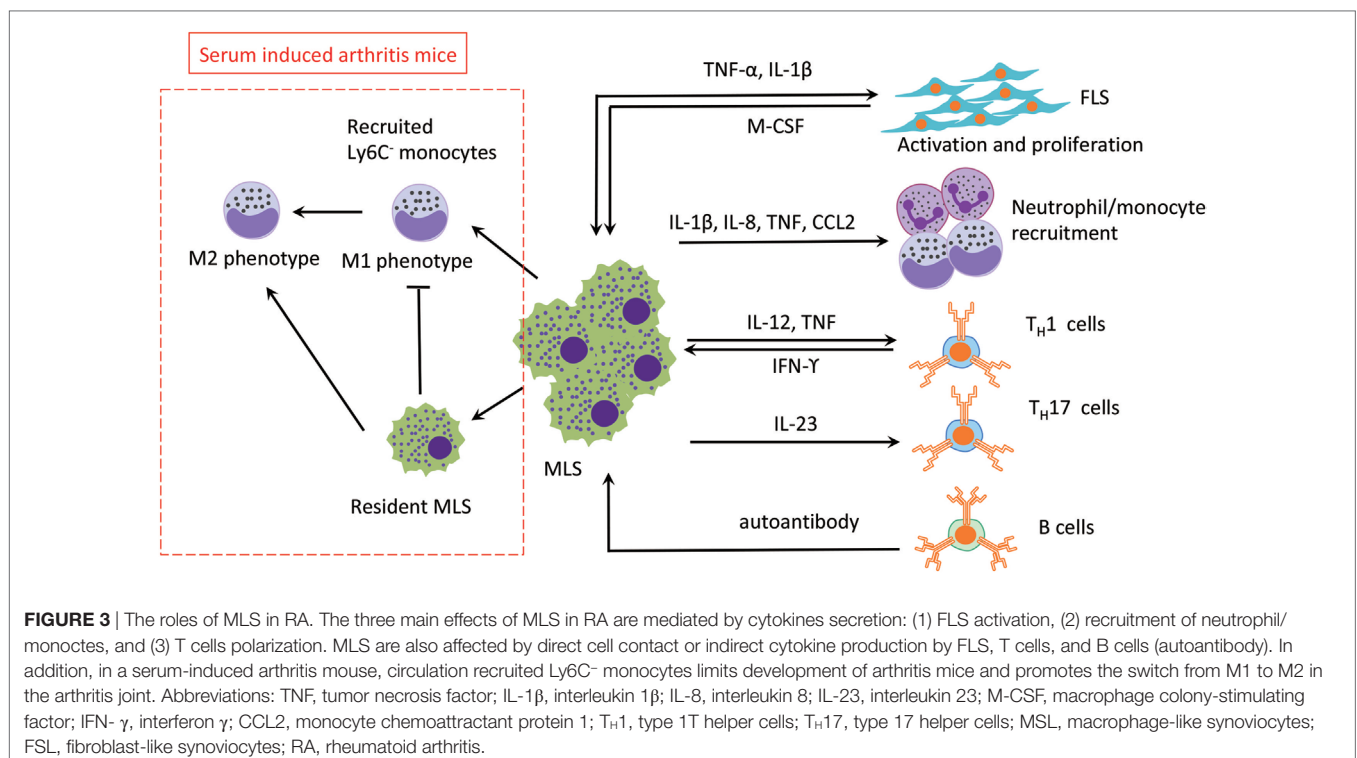 Serum induced arthritis mice
Recruited
Ly6C⁻ monocytes
M2 phenotype
M1 phenotype
Resident MLS
MLS
TNF-α, IL-1β
M-CSF
FLS
Activation and proliferation
IL-1β, IL-8, TNF, CCL2
Neutrophil/monocyte
recruitment
IL-12, TNF
IFN-ϒ
T_H1 cells
IL-23
T_H17 cells
autoantibody
B cells
FIGURE 3 | The roles of MLS in RA. The three main effects of MLS in RA are mediated by cytokines secretion: (1) FLS activation, (2) recruitment of neutrophil/
monoctes, and (3) T cells polarization. MLS are also affected by direct cell contact or indirect cytokine production by FLS, T cells, and B cells (autoantibody). In
addition, in a serum-induced arthritis mouse, circulation recruited Ly6C⁻ monocytes limits development of arthritis mice and promotes the switch from M1 to M2 in
the arthritis joint. Abbreviations: TNF, tumor necrosis factor; IL-1β, interleukin 1β; IL-8, interleukin 8; IL-23, interleukin 23; M-CSF, macrophage colony-stimulating
factor; IFN- γ, interferon γ; CCL2, monocyte chemoattractant protein 1; T_H1, type 1T helper cells; T_H17, type 17 helper cells; MSL, macrophage-like synoviocytes;
FSL, fibroblast-like synoviocytes; RA, rheumatoid arthritis.